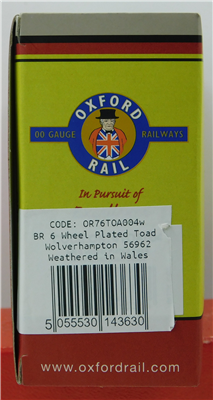 OXFORD
00 GAUGE RAILWAYS
RAIL
In Pursuit of
CODE: OR76TOA004w
BR 6 Wheel Plated Toad
Wolverhampton 56962
Weathered in Wales
5 055530 143630
www.oxfordrail.com